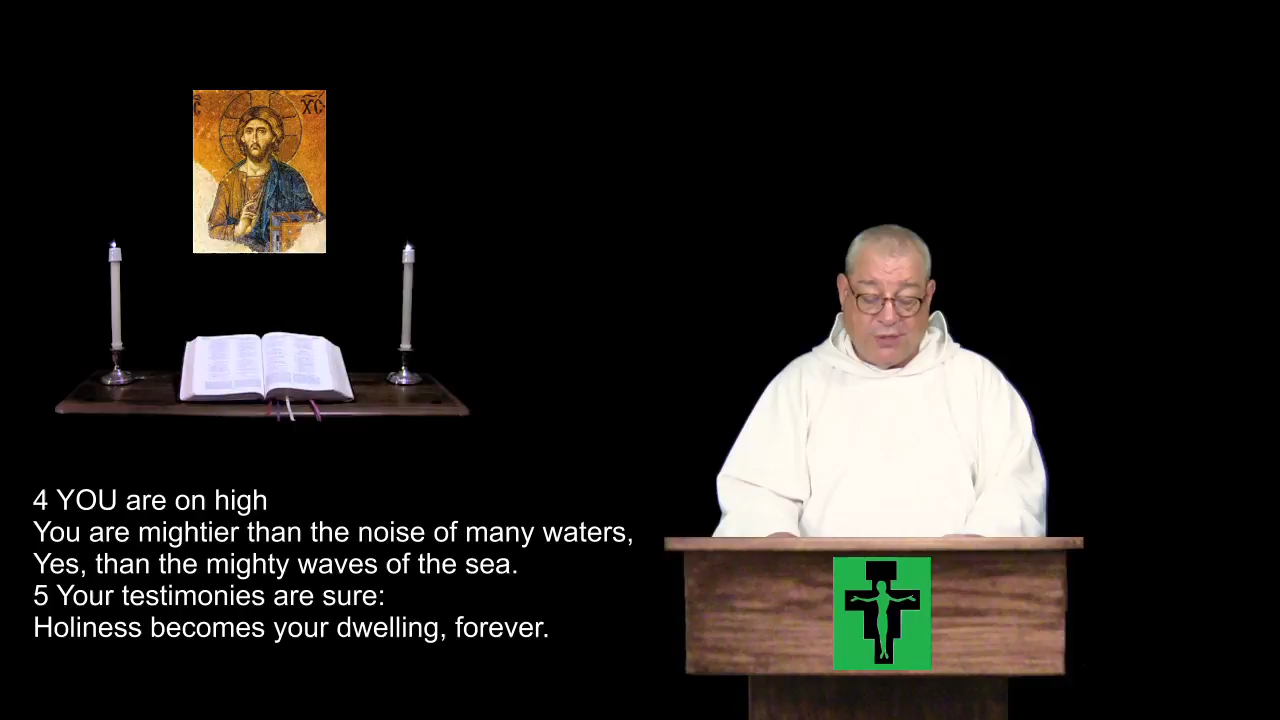 XC
4 YOU are on high
You are mightier than the noise of many waters,
Yes, than the mighty waves of the sea.
5 Your testimonies are sure:
Holiness becomes your dwelling, forever.